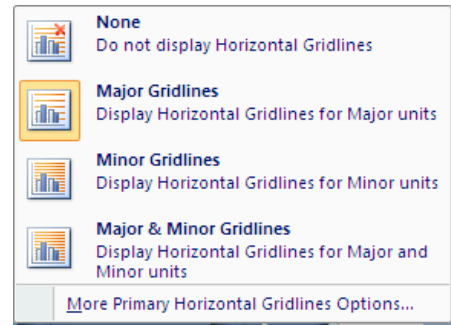 None
Do not display Horizontal Gridlines
Major Gridlines
Display Horizontal Gridlines for Major units
Minor Gridlines
Display Horizontal Gridlines for Minor units
Major & Minor Gridlines
Display Horizontal Gridlines for Major and
Minor units
More Primary Horizontal Gridlines Options...